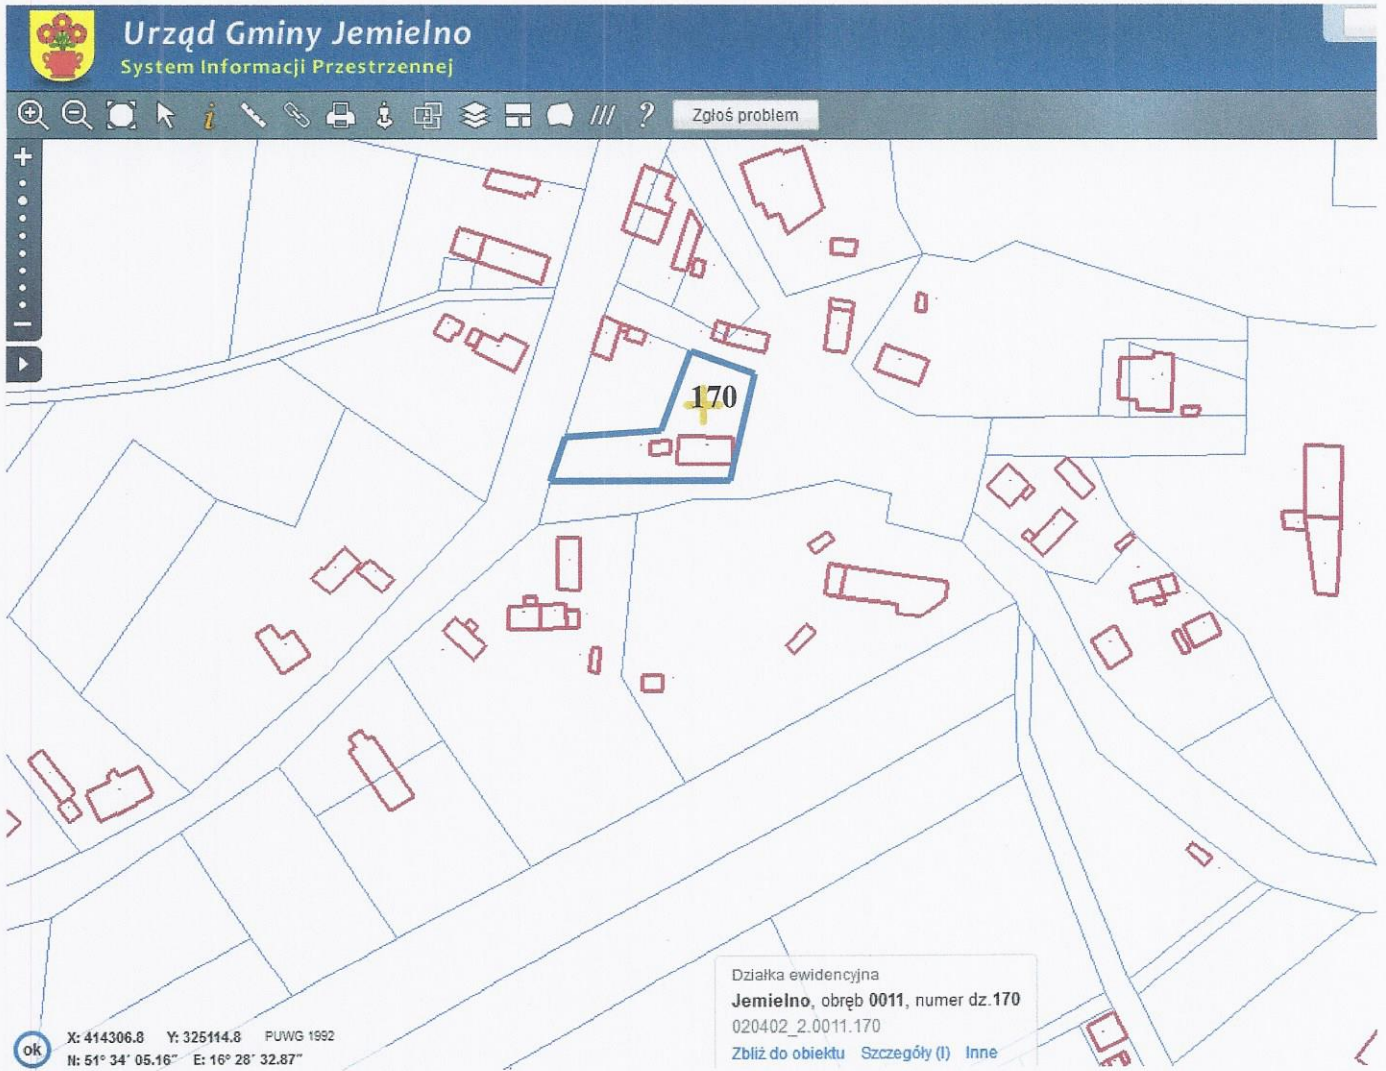 Urząd Gminy Jemielno
System Informacji Przestrzennej
Zgłoś problem
170
Działka ewidencyjna
Jemielno, obręb 0011, numer dz.170
020402_2.0011.170
Zbliż do obiektu Szczegóły (I) Inne
ok
X: 414306.8 Y: 325114.8 PUWG 1992
N: 51° 34' 05.16" E: 16° 28' 32.87"